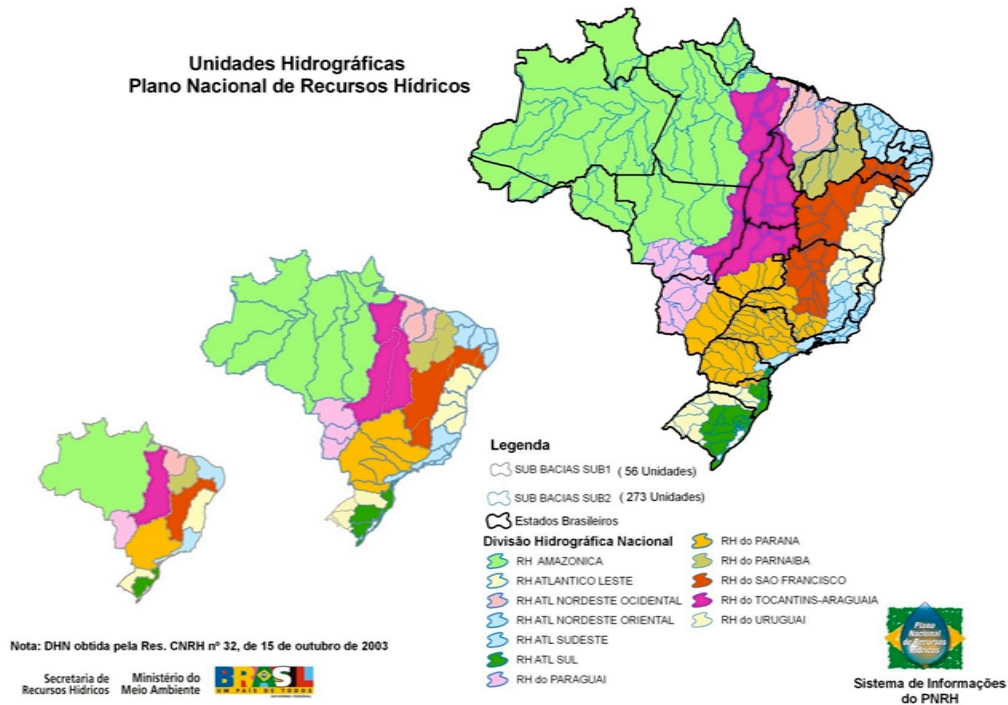 Unidades Hidrográficas
Plano Nacional de Recursos Hídricos
Legenda
SUB BACIAS SUB1 ( 56 Unidades)
SUB BACIAS SUB2 ( 273 Unidades)
Estados Brasileiros
Divisão Hidrográfica Nacional
RH AMAZONICA
RH ATLANTICO LESTE
RH ATL NORDESTE OCIDENTAL
RH ATL NORDESTE ORIENTAL
RH ATL SUDESTE
RH ATL SUL
RH do PARAGUAI
RH do PARANA
RH do PARNAIBA
RH do SAO FRANCISCO
RH do TOCANTINS-ARAGUAIA
RH do URUGUAI
Nota: DHN obtida pela Res. CNRH nº 32, de 15 de outubro de 2003
Secretaria de
Recursos Hídricos
Ministério do
Meio Ambiente
BRASIL
UM PAÍS DE TODOS
GOVERNO FEDERAL
Plano
Nacional
de Recursos
Hídricos
Sistema de Informações
do PNRH